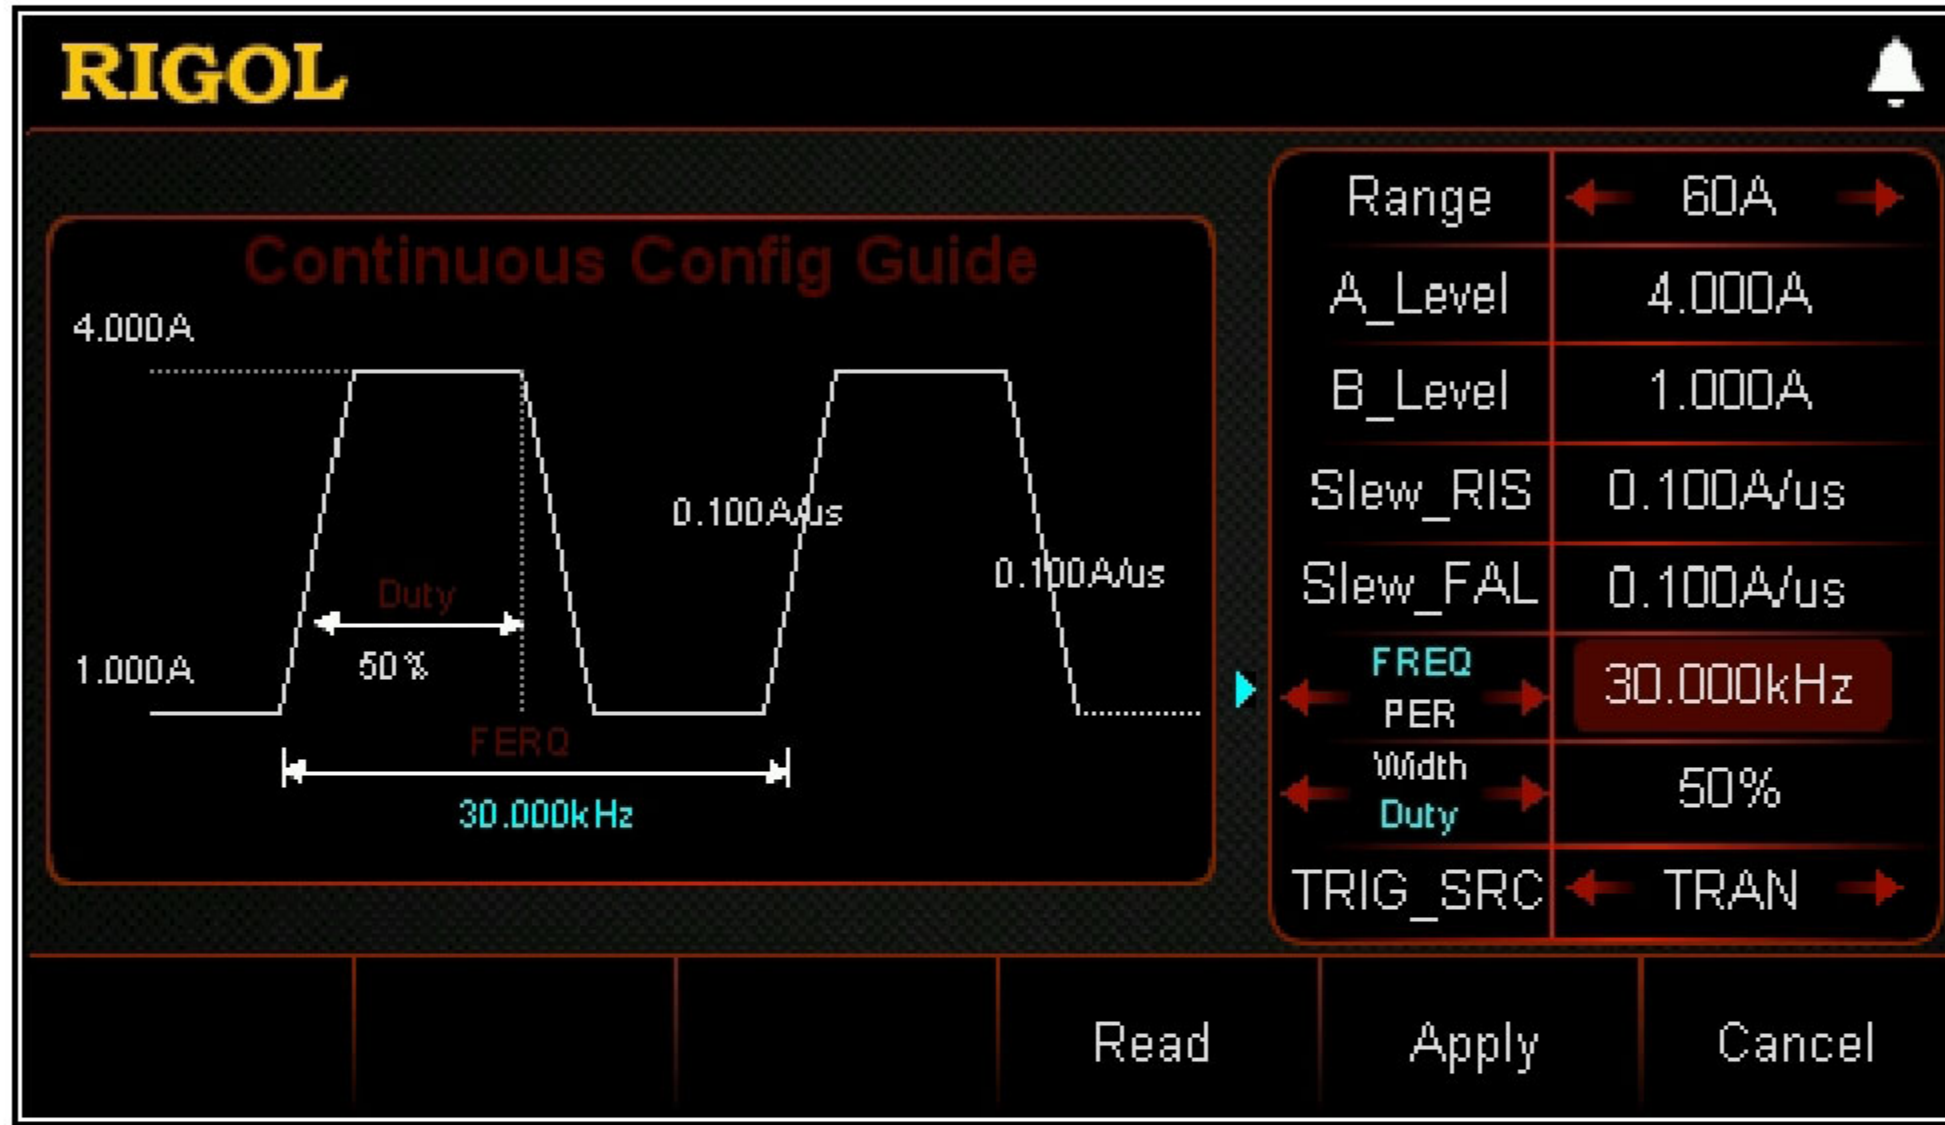 RIGOL
Continuous Config Guide
4.000A
0.100A/us
0.100A/us
Duty
50%
1.000A
FERQ
30.000kHz
Range 60A
A_Level 4.000A
B_Level 1.000A
Slew_RIS 0.100A/us
Slew_FAL 0.100A/us
FREQ
PER
30.000kHz
Width
Duty
50%
TRIG_SRC TRAN
Read Apply Cancel